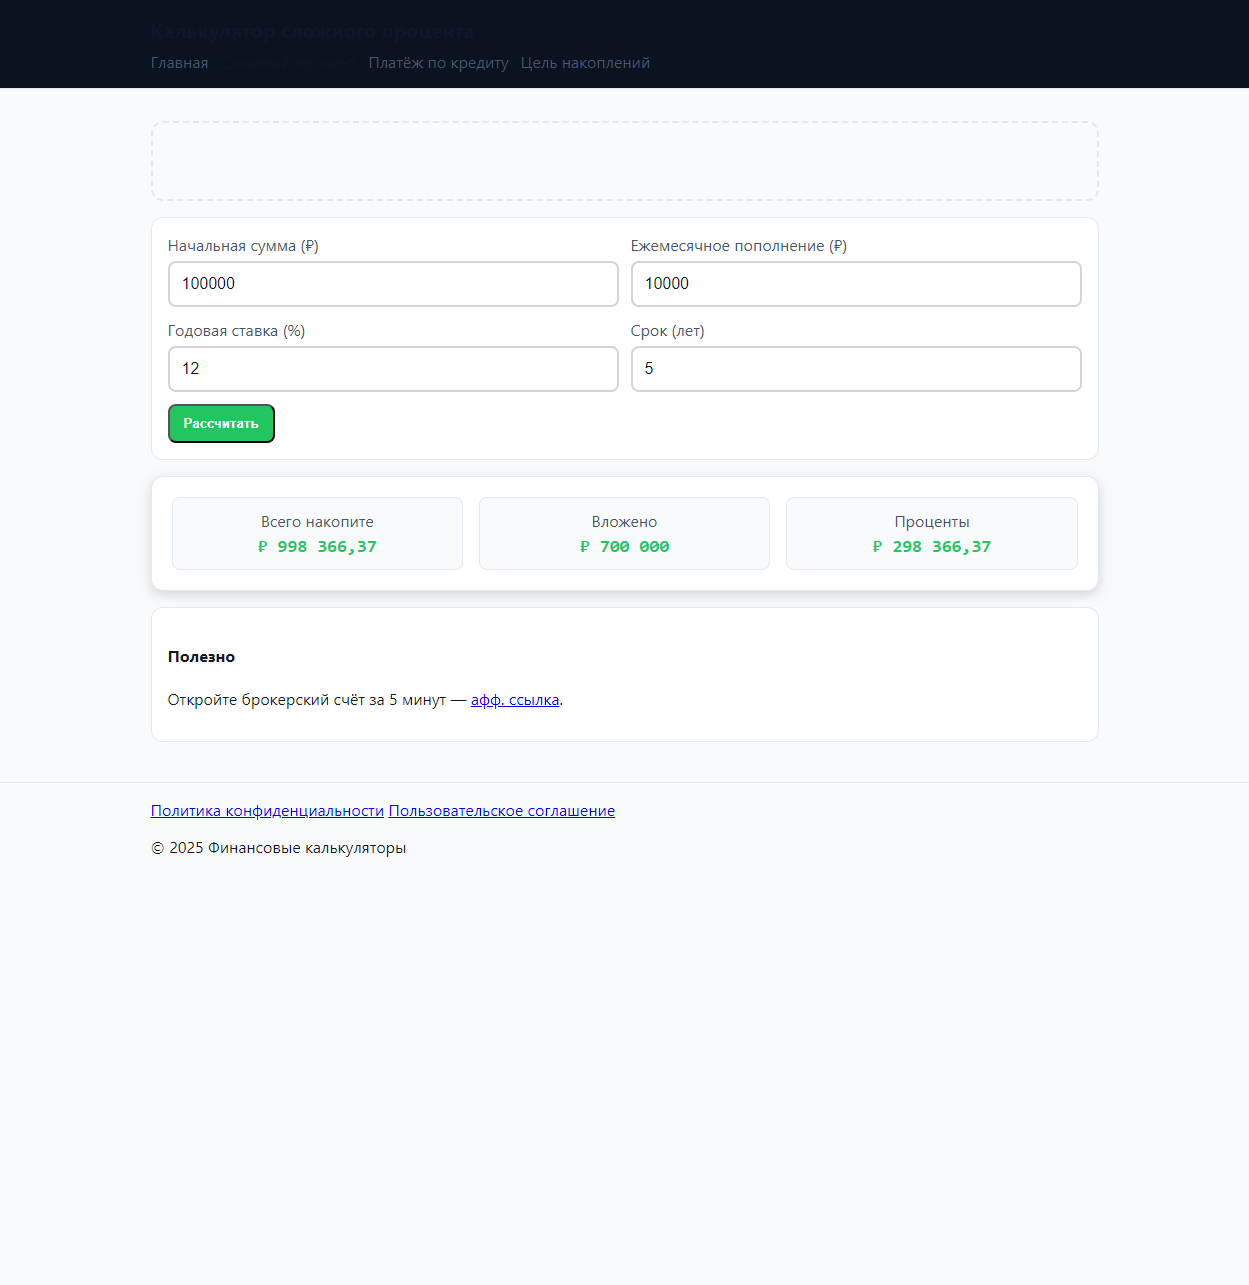 Калькулятор сложного процента
Главная Сложный процент Платёж по кредиту Цель накоплений
Начальная сумма (₽) Ежемесячное пополнение (₽)
100000 10000
Годовая ставка (%) Срок (лет)
12 5
Рассчитать
Всего накопите Вложено Проценты
₽ 998 366,37 ₽ 700 000 ₽ 298 366,37
Полезно
Откройте брокерский счёт за 5 минут — афф. ссылка.
Политика конфиденциальности Пользовательское соглашение
© 2025 Финансовые калькуляторы